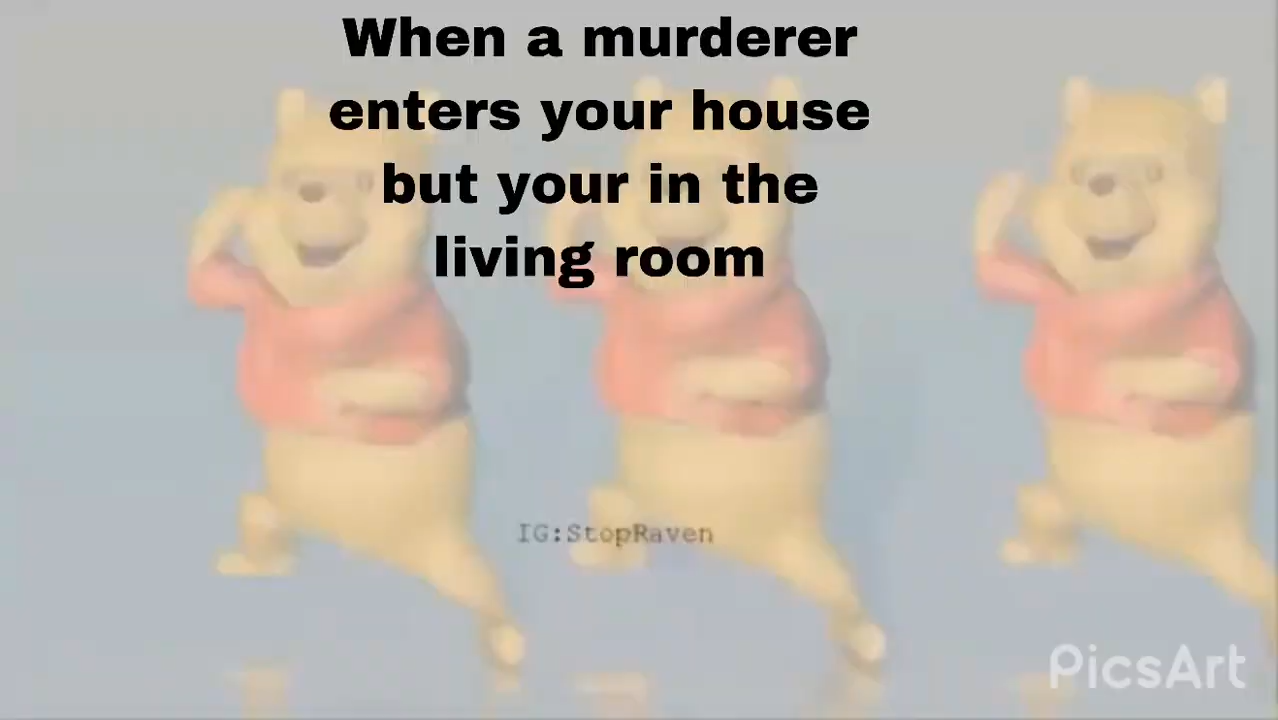 When a murderer
enters your house
but your in the
living room
IG:StopRaven
PicsArt